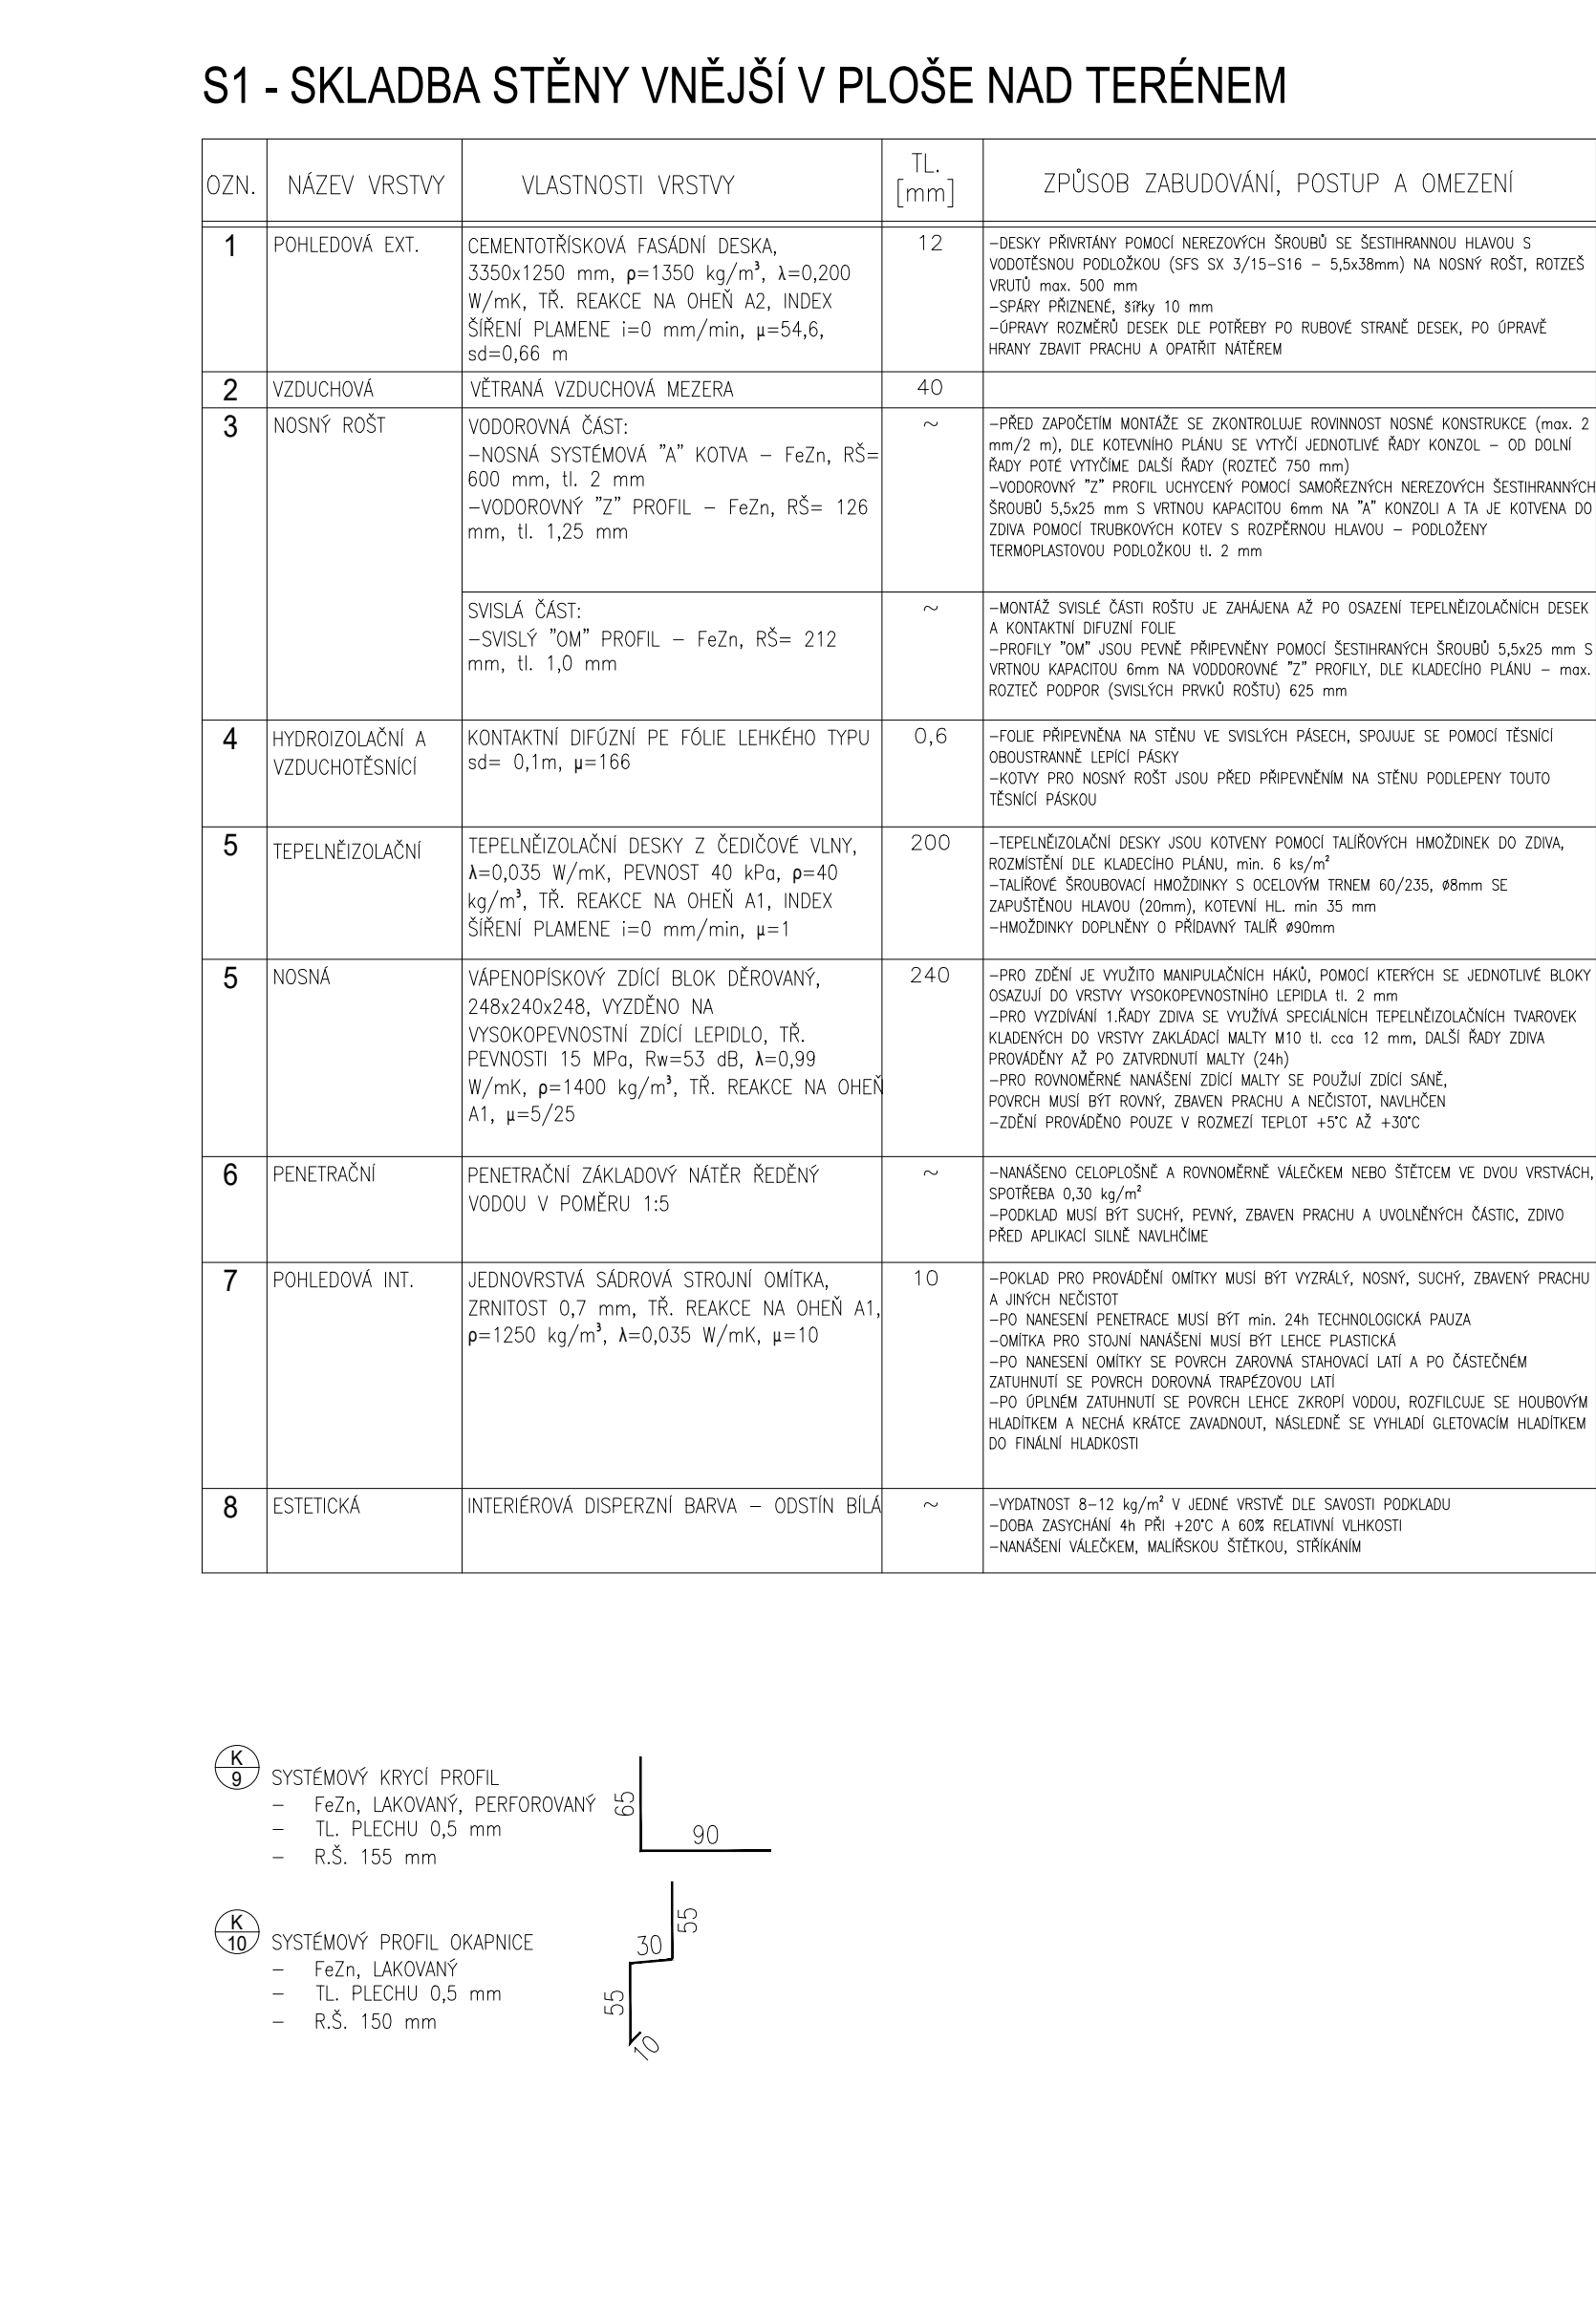 S1 - SKLADBA STĚNY VNĚJŠÍ V PLOŠE NAD TERÉNEM
OZN.
NÁZEV VRSTVY
VLASTNOSTI VRSTVY
TL.
[mm]
ZPŮSOB ZABUDOVÁNÍ, POSTUP A OMEZENÍ
1
POHLEDOVÁ EXT.
CEMENTOTŘÍSKOVÁ FASÁDNÍ DESKA,
3350x1250 mm, ρ=1350 kg/m³, λ=0,200
W/mK, TŘ. REAKCE NA OHEŇ A2, INDEX
ŠÍŘENÍ PLAMENE i=0 mm/min, μ=54,6,
sd=0,66 m
12
–DESKY PŘIVRTÁNY POMOCÍ NEREZOVÝCH ŠROUBŮ SE ŠESTIHRANNOU HLAVOU S
VODOTĚSNOU PODLOŽKOU (SFS SX 3/15–S16 – 5,5x38mm) NA NOSNÝ ROŠT, ROTZEŠ
VRUTŮ max. 500 mm
–SPÁRY PŘIZNENÉ, šířky 10 mm
–ÚPRAVY ROZMĚRŮ DESEK DLE POTŘEBY PO RUBOVÉ STRANĚ DESEK, PO ÚPRAVĚ
HRANY ZBAVIT PRACHU A OPATŘIT NÁTĚREM
2
VZDUCHOVÁ
VĚTRANÁ VZDUCHOVÁ MEZERA
40
3
NOSNÝ ROŠT
VODOROVNÁ ČÁST:
–NOSNÁ SYSTÉMOVÁ "A" KOTVA – FeZn, RŠ=
600 mm, tl. 2 mm
–VODOROVNÝ "Z" PROFIL – FeZn, RŠ= 126
mm, tl. 1,25 mm
~
–PŘED ZAPOČETÍM MONTÁŽE SE ZKONTROLUJE ROVINNOST NOSNÉ KONSTRUKCE (max. 2
mm/2 m), DLE KOTEVNÍHO PLÁNU SE VYTYČÍ JEDNOTLIVÉ ŘADY KONZOL – OD DOLNÍ
ŘADY POTÉ VYTYČÍME DALŠÍ ŘADY (ROZTEČ 750 mm)
–VODOROVNÝ "Z" PROFIL UCHYCENÝ POMOCÍ SAMOŘEZNÝCH NEREZOVÝCH ŠESTIHRANNÝCH
ŠROUBŮ 5,5x25 mm S VRTNOU KAPACITOU 6mm NA "A" KONZOLI A TA JE KOTVENA DO
ZDIVA POMOCÍ TRUBKOVÝCH KOTEV S ROZPĚRNOU HLAVOU – PODLOŽENY
TERMOPLASTOVOU PODLOŽKOU tl. 2 mm
SVISLÁ ČÁST:
–SVISLÝ "OM" PROFIL – FeZn, RŠ= 212
mm, tl. 1,0 mm
~
–MONTÁŽ SVISLÉ ČÁSTI ROŠTU JE ZAHÁJENA AŽ PO OSAZENÍ TEPELNĚIZOLAČNÍCH DESEK
A KONTAKTNÍ DIFUZNÍ FOLIE
–PROFILY "OM" JSOU PEVNĚ PŘIPEVNĚNY POMOCÍ ŠESTIHRANÝCH ŠROUBŮ 5,5x25 mm S
VRTNOU KAPACITOU 6mm NA VODDOROVNÉ "Z" PROFILY, DLE KLADECÍHO PLÁNU – max.
ROZTEČ PODPOR (SVISLÝCH PRVKŮ ROŠTU) 625 mm
4
HYDROIZOLAČNÍ A
VZDUCHOTĚSNÍCÍ
KONTAKTNÍ DIFÚZNÍ PE FÓLIE LEHKÉHO TYPU
sd= 0,1m, μ=166
0,6
–FOLIE PŘIPEVNĚNA NA STĚNU VE SVISLÝCH PÁSECH, SPOJUJE SE POMOCÍ TĚSNÍCÍ
OBOUSTRANNĚ LEPÍCÍ PÁSKY
–KOTVY PRO NOSNÝ ROŠT JSOU PŘED PŘIPEVNĚNÍM NA STĚNU PODLEPENY TOUTO
TĚSNÍCÍ PÁSKOU
5
TEPELNĚIZOLAČNÍ
TEPELNĚIZOLAČNÍ DESKY Z ČEDIČOVÉ VLNY,
λ=0,035 W/mK, PEVNOST 40 kPa, ρ=40
kg/m³, TŘ. REAKCE NA OHEŇ A1, INDEX
ŠÍŘENÍ PLAMENE i=0 mm/min, μ=1
200
–TEPELNĚIZOLAČNÍ DESKY JSOU KOTVENY POMOCÍ TALÍŘOVÝCH HMOŽDINEK DO ZDIVA,
ROZMÍSTĚNÍ DLE KLADECÍHO PLÁNU, min. 6 ks/m²
–TALÍŘOVÉ ŠROUBOVACÍ HMOŽDINKY S OCELOVÝM TRNEM 60/235, ø8mm SE
ZAPUŠTĚNOU HLAVOU (20mm), KOTEVNÍ HL. min 35 mm
–HMOŽDINKY DOPLNĚNY O PŘÍDAVNÝ TALÍŘ ø90mm
5
NOSNÁ
VÁPENOPÍSKOVÝ ZDÍCÍ BLOK DĚROVANÝ,
248x240x248, VYZDĚNO NA
VYSOKOPEVNOSTNÍ ZDÍCÍ LEPIDLO, TŘ.
PEVNOSTI 15 MPa, Rw=53 dB, λ=0,99
W/mK, ρ=1400 kg/m³, TŘ. REAKCE NA OHEŇ
A1, μ=5/25
240
–PRO ZDĚNÍ JE VYUŽITO MANIPULAČNÍCH HÁKŮ, POMOCÍ KTERÝCH SE JEDNOTLIVÉ BLOKY
OSAZUJÍ DO VRSTVY VYSOKOPEVNOSTNÍHO LEPIDLA tl. 2 mm
–PRO VYZDÍVÁNÍ 1.ŘADY ZDIVA SE VYUŽÍVÁ SPECIÁLNÍCH TEPELNĚIZOLAČNÍCH TVAROVEK
KLADENÝCH DO VRSTVY ZAKLÁDACÍ MALTY M10 tl. cca 12 mm, DALŠÍ ŘADY ZDIVA
PROVÁDĚNY AŽ PO ZATVRDNUTÍ MALTY (24h)
–PRO ROVNOMĚRNÉ NANÁŠENÍ ZDÍCÍ MALTY SE POUŽIJÍ ZDÍCÍ SÁNĚ,
POVRCH MUSÍ BÝT ROVNÝ, ZBAVEN PRACHU A NEČISTOT, NAVLHČEN
–ZDĚNÍ PROVÁDĚNO POUZE V ROZMEZÍ TEPLOT +5°C AŽ +30°C
6
PENETRAČNÍ
PENETRAČNÍ ZÁKLADOVÝ NÁTĚR ŘEDĚNÝ
VODOU V POMĚRU 1:5
~
–NANÁŠENO CELOPLOŠNĚ A ROVNOMĚRNĚ VÁLEČKEM NEBO ŠTĚTCEM VE DVOU VRSTVÁCH,
SPOTŘEBA 0,30 kg/m²
–PODKLAD MUSÍ BÝT SUCHÝ, PEVNÝ, ZBAVEN PRACHU A UVOLNĚNÝCH ČÁSTIC, ZDIVO
PŘED APLIKACÍ SILNĚ NAVLHČÍME
7
POHLEDOVÁ INT.
JEDNOVRSTVÁ SÁDROVÁ STROJNÍ OMÍTKA,
ZRNITOST 0,7 mm, TŘ. REAKCE NA OHEŇ A1,
ρ=1250 kg/m³, λ=0,035 W/mK, μ=10
10
–POKLAD PRO PROVÁDĚNÍ OMÍTKY MUSÍ BÝT VYZRÁLÝ, NOSNÝ, SUCHÝ, ZBAVENÝ PRACHU
A JINÝCH NEČISTOT
–PO NANESENÍ PENETRACE MUSÍ BÝT min. 24h TECHNOLOGICKÁ PAUZA
–OMÍTKA PRO STOJNÍ NANÁŠENÍ MUSÍ BÝT LEHCE PLASTICKÁ
–PO NANESENÍ OMÍTKY SE POVRCH ZAROVNÁ STAHOVACÍ LATÍ A PO ČÁSTEČNÉM
ZATUHNUTÍ SE POVRCH DOROVNÁ TRAPÉZOVOU LATÍ
–PO ÚPLNÉM ZATUHNUTÍ SE POVRCH LEHCE ZKROPÍ VODOU, ROZFILCUJE SE HOUBOVÝM
HLADÍTKEM A NECHÁ KRÁTCE ZAVADNOUT, NÁSLEDNĚ SE VYHLADÍ GLETOVACÍM HLADÍTKEM
DO FINÁLNÍ HLADKOSTI
8
ESTETICKÁ
INTERIÉROVÁ DISPERZNÍ BARVA – ODSTÍN BÍLÁ
~
–VYDATNOST 8–12 kg/m² V JEDNÉ VRSTVĚ DLE SAVOSTI PODKLADU
–DOBA ZASYCHÁNÍ 4h PŘI +20°C A 60% RELATIVNÍ VLHKOSTI
–NANÁŠENÍ VÁLEČKEM, MALÍŘSKOU ŠTĚTKOU, STŘÍKÁNÍM
K
9
SYSTÉMOVÝ KRYCÍ PROFIL
– FeZn, LAKOVANÝ, PERFOROVANÝ
– TL. PLECHU 0,5 mm
– R.Š. 155 mm
65
90
K
10
SYSTÉMOVÝ PROFIL OKAPNICE
– FeZn, LAKOVANÝ
– TL. PLECHU 0,5 mm
– R.Š. 150 mm
55
30
55
10